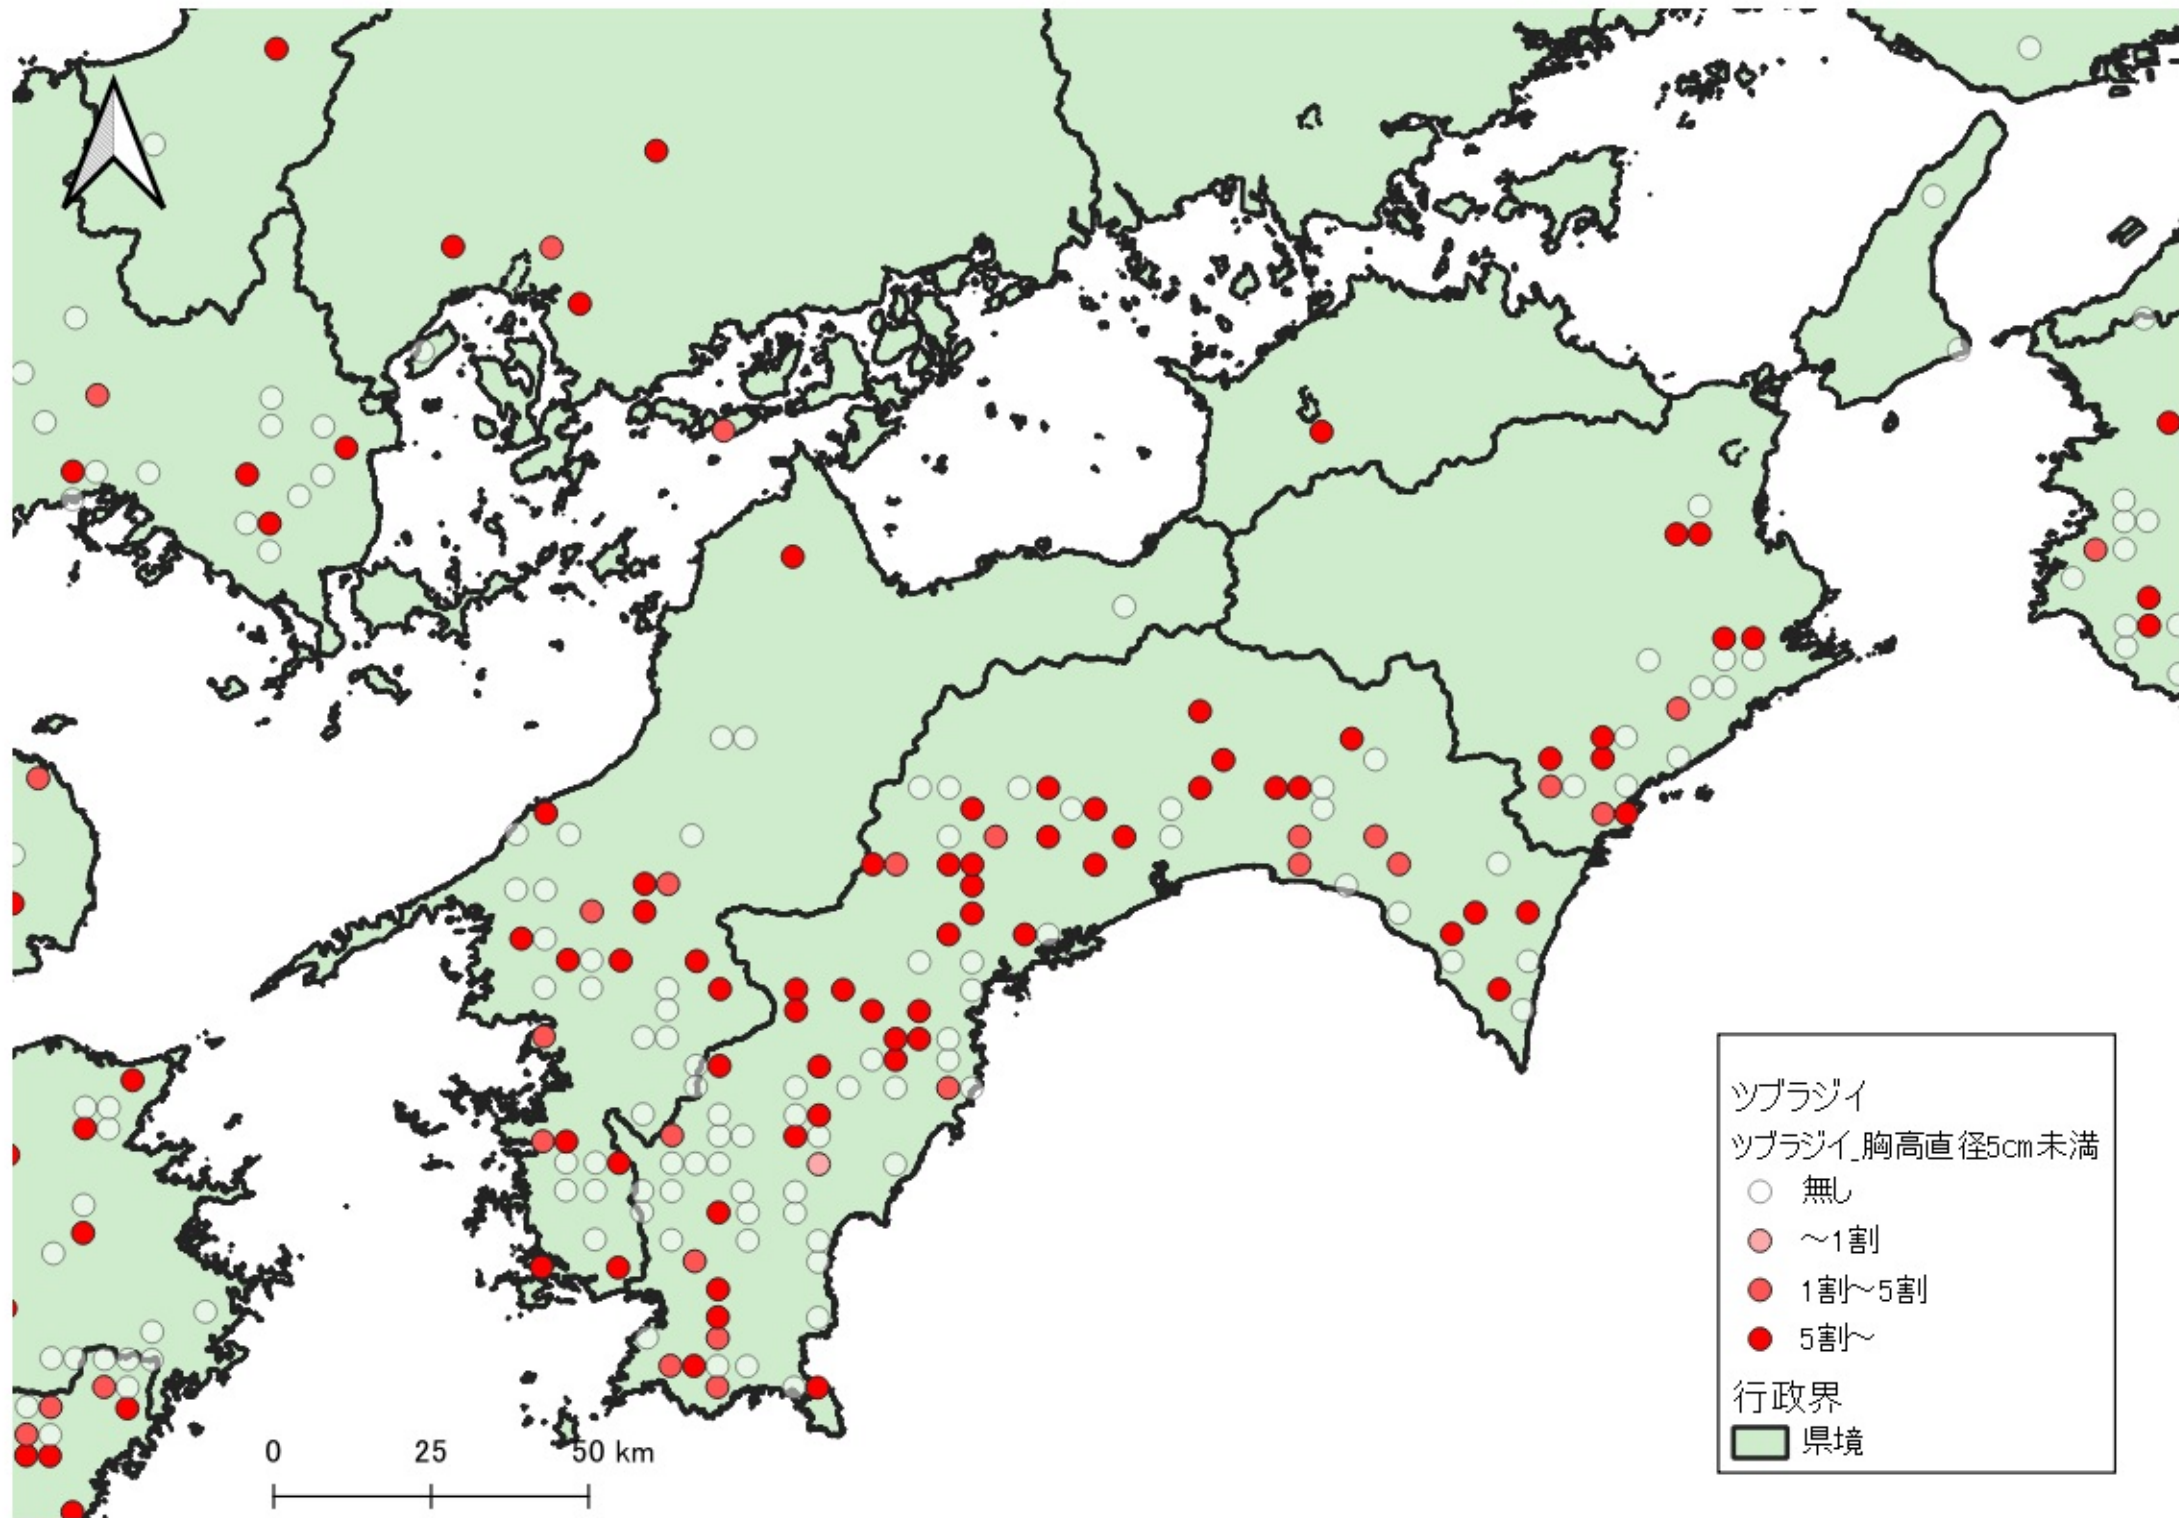 ツブラジイ
ツブラジイ_胸高直径5cm未満
無し
～1割
1割～5割
5割～
行政界
県境
0 25 50 km